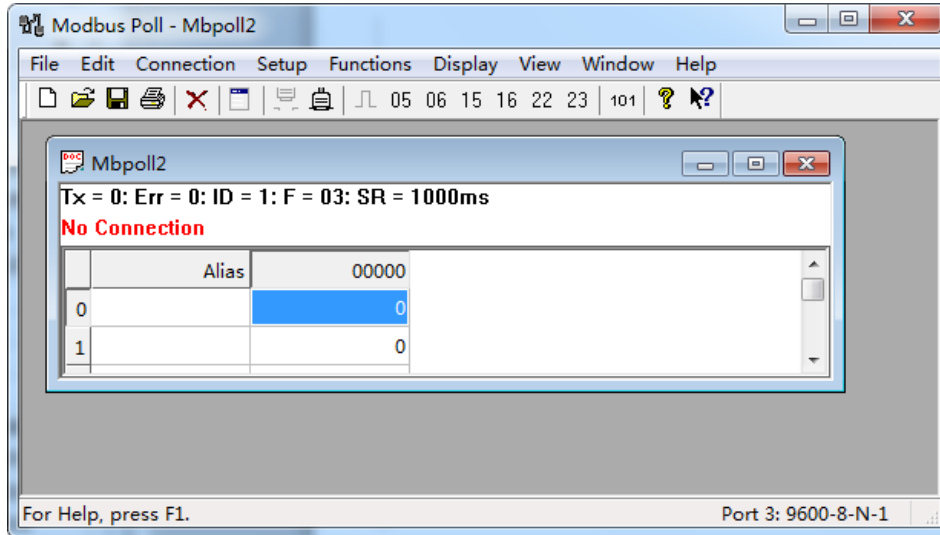 Modbus Poll - Mbpoll2
File Edit Connection Setup Functions Display View Window Help
05 06 15 16 22 23 101
Mbpoll2
Tx = 0: Err = 0: ID = 1: F = 03: SR = 1000ms
No Connection
Alias 00000
0 0
1 0
For Help, press F1. Port 3: 9600-8-N-1